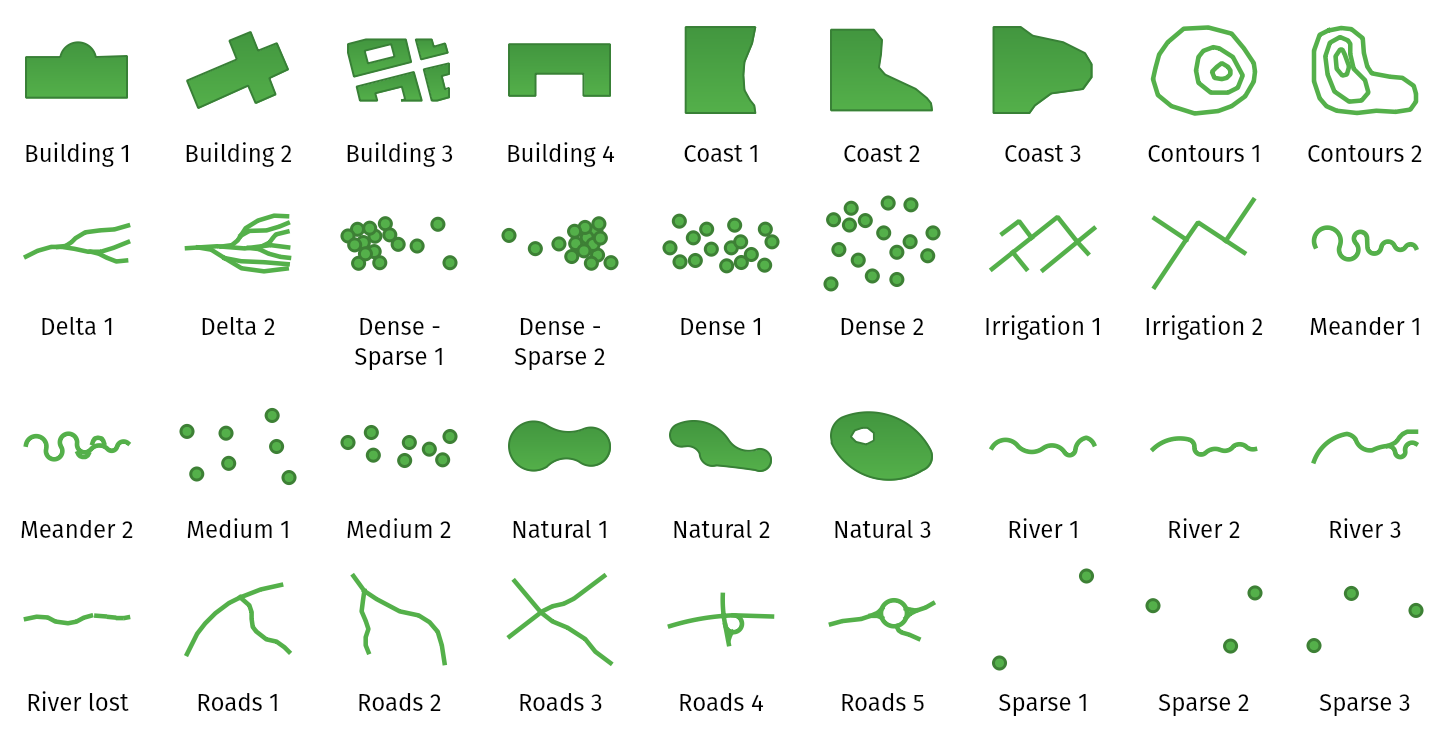 Building 1
Building 2
Building 3
Building 4
Coast 1
Coast 2
Coast 3
Contours 1
Contours 2
Delta 1
Delta 2
Dense -
Sparse 1
Dense -
Sparse 2
Dense 1
Dense 2
Irrigation 1
Irrigation 2
Meander 1
Meander 2
Medium 1
Medium 2
Natural 1
Natural 2
Natural 3
River 1
River 2
River 3
River lost
Roads 1
Roads 2
Roads 3
Roads 4
Roads 5
Sparse 1
Sparse 2
Sparse 3